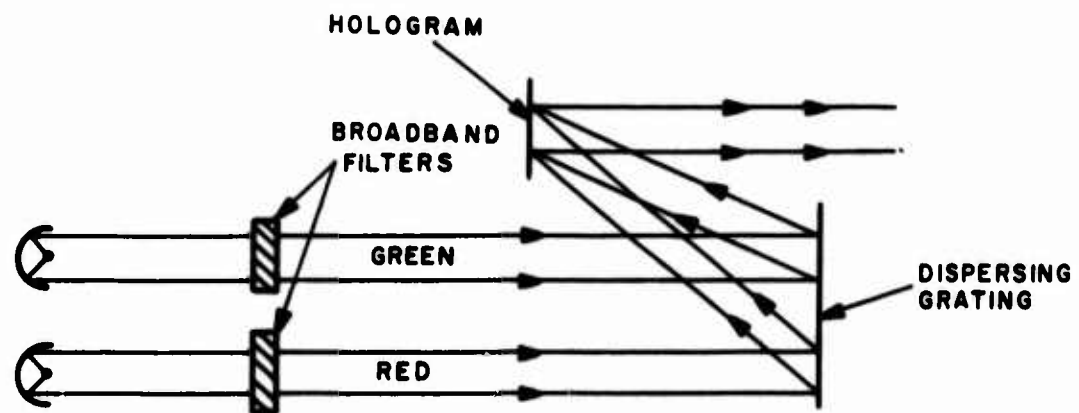 HOLOGRAM
BROADBAND
FILTERS
GREEN
DISPERSING
GRATING
RED